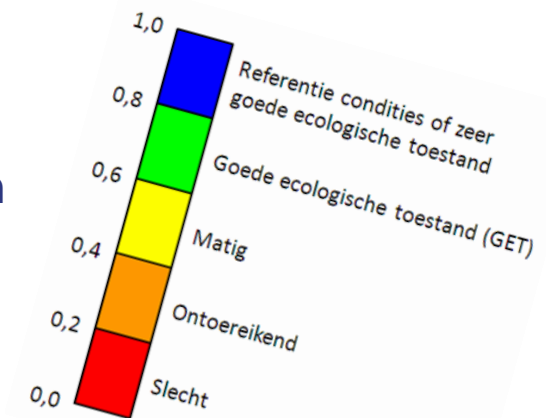 1,0
Referentie condities of zeer
goede ecologische toestand
0,8
Goede ecologische toestand (GET)
0,6
Matig
0,4
Ontoereikend
0,2
Slecht
0,0